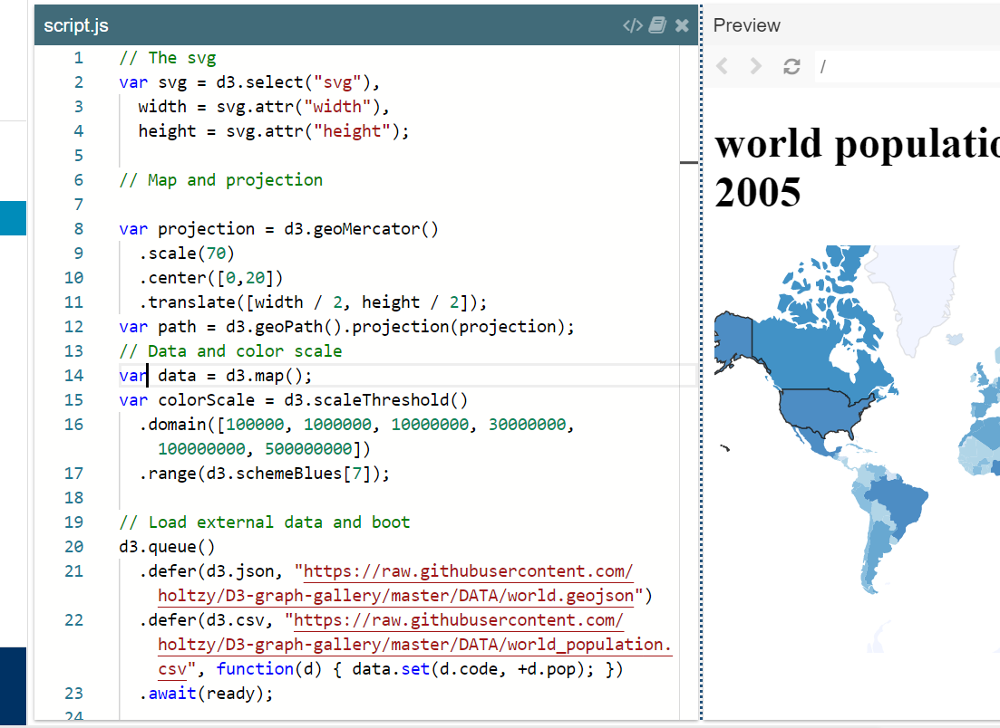 script.js
1 // The svg
2 var svg = d3.select("svg"),
3 width = svg.attr("width"),
4 height = svg.attr("height");
5
6 // Map and projection
7
8 var projection = d3.geoMercator()
9 .scale(70)
10 .center([0,20])
11 .translate([width / 2, height / 2]);
12 var path = d3.geoPath().projection(projection);
13 // Data and color scale
14 var data = d3.map();
15 var colorScale = d3.scaleThreshold()
16 .domain([100000, 1000000, 10000000, 30000000,
100000000, 500000000])
17 .range(d3.schemeBlues[7]);
18
19 // Load external data and boot
20 d3.queue()
21 .defer(d3.json, "https://raw.githubusercontent.com/
holtzy/D3-graph-gallery/master/DATA/world.geojson")
22 .defer(d3.csv, "https://raw.githubusercontent.com/
holtzy/D3-graph-gallery/master/DATA/world_population.
csv", function(d) { data.set(d.code, +d.pop); })
23 .await(ready);
24
Preview
/
world populatio
2005